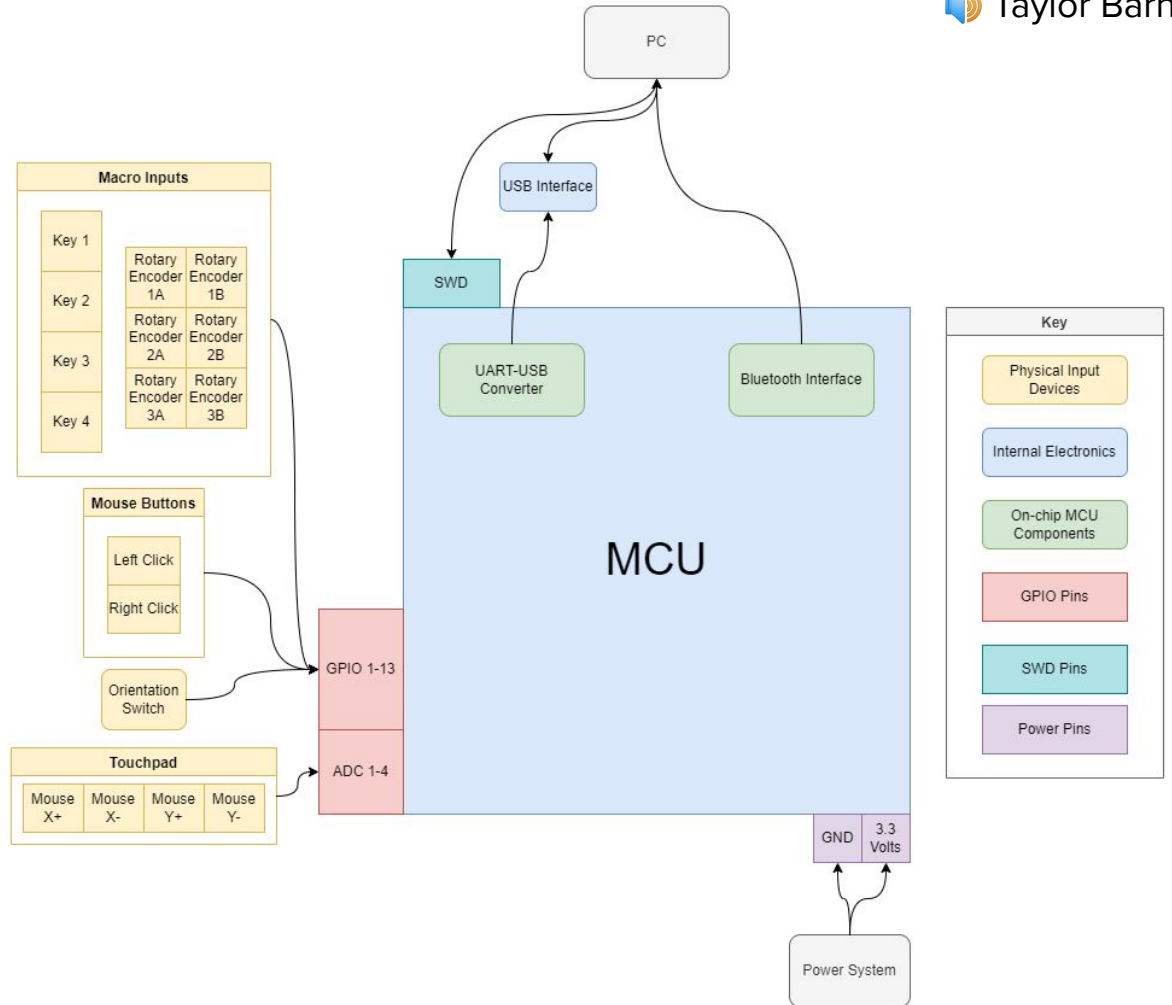 Taylor Barn
PC
USB Interface
SWD
UART-USB
Converter
Bluetooth Interface
MCU
Macro Inputs
Key 1
Key 2
Key 3
Key 4
Rotary
Encoder
1A
Rotary
Encoder
1B
Rotary
Encoder
2A
Rotary
Encoder
2B
Rotary
Encoder
3A
Rotary
Encoder
3B
Mouse Buttons
Left Click
Right Click
Orientation
Switch
Touchpad
Mouse
X+
Mouse
X-
Mouse
Y+
Mouse
Y-
GPIO 1-13
ADC 1-4
GND
3.3
Volts
Power System
Key
Physical Input
Devices
Internal Electronics
On-chip MCU
Components
GPIO Pins
SWD Pins
Power Pins